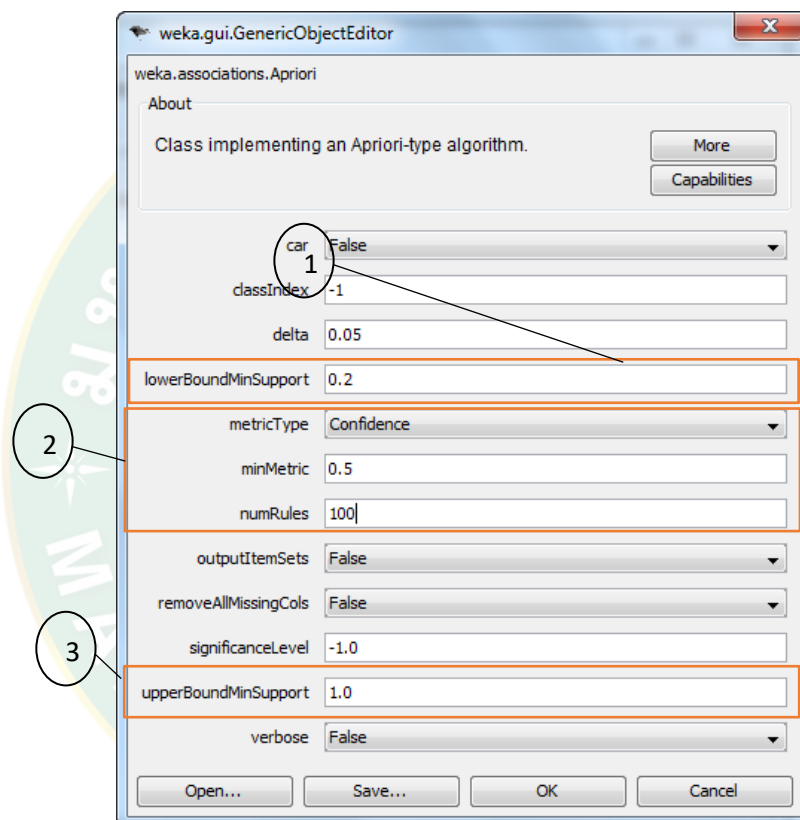 weka.gui.GenericObjectEditor
weka.associations.Apriori
About
Class implementing an Apriori-type algorithm.
More
Capabilities
car False
1
classIndex -1
delta 0.05
lowerBoundMinSupport 0.2
2
metricType Confidence
minMetric 0.5
numRules 100
outputItemSets False
removeAllMissingCols False
3
significanceLevel -1.0
upperBoundMinSupport 1.0
verbose False
Open... Save... OK Cancel